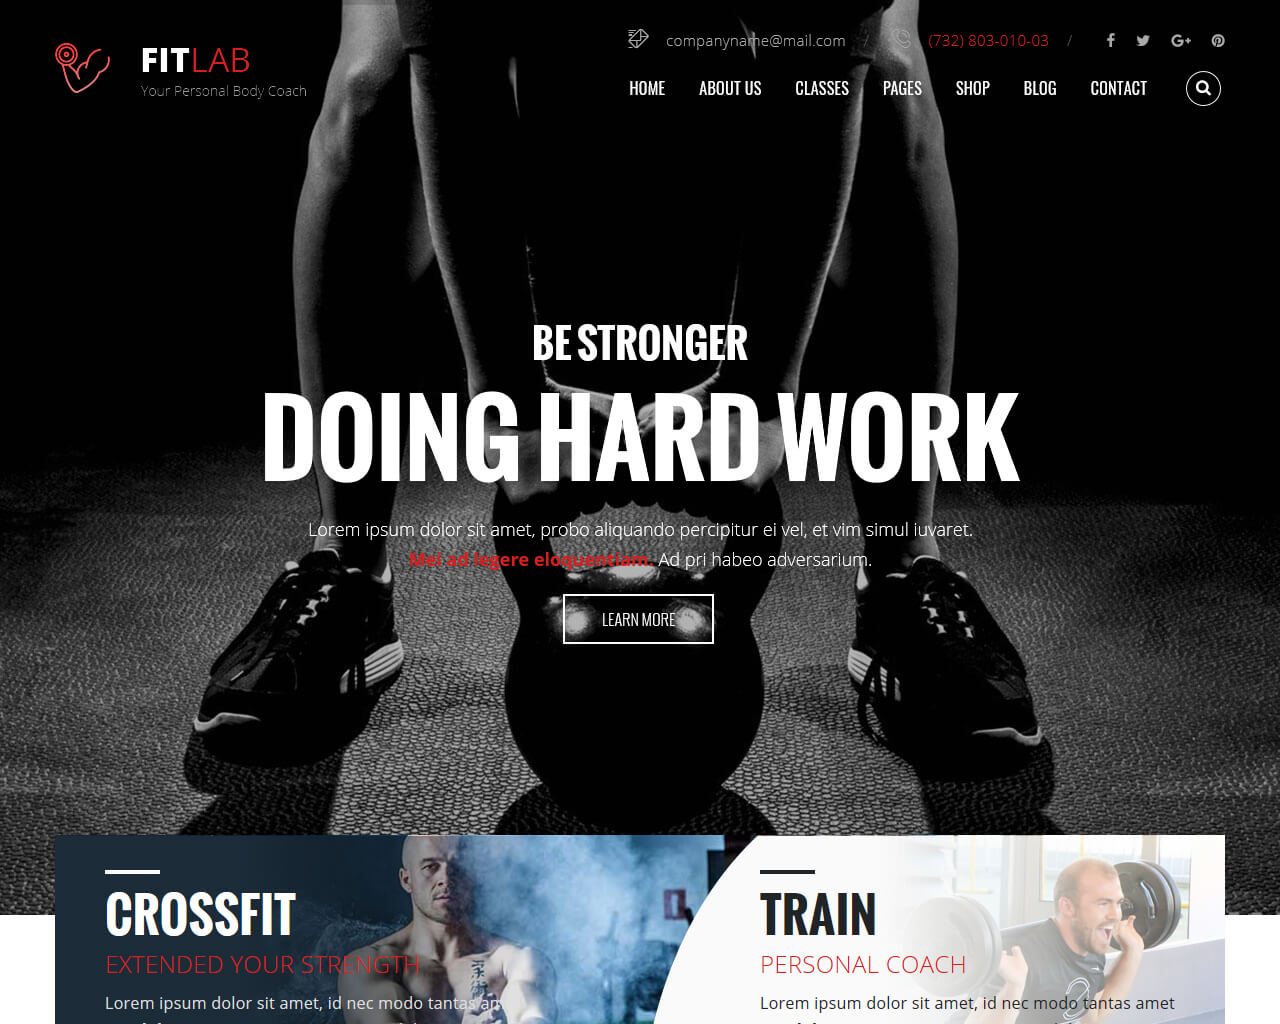 FITLAB
Your Personal Body Coach
companyname@mail.com / (732) 803-010-03 /
HOME ABOUT US CLASSES PAGES SHOP BLOG CONTACT
BE STRONGER
DOING HARD WORK
Lorem ipsum dolor sit amet, probo aliquando percipitur ei vel, et vim simul iuvaret.
Mei ad legere eloquentiam. Ad pri habeo adversarium.
LEARN MORE
CROSSFIT
EXTENDED YOUR STRENGTH
Lorem ipsum dolor sit amet, id nec modo tantas am
TRAIN
PERSONAL COACH
Lorem ipsum dolor sit amet, id nec modo tantas amet